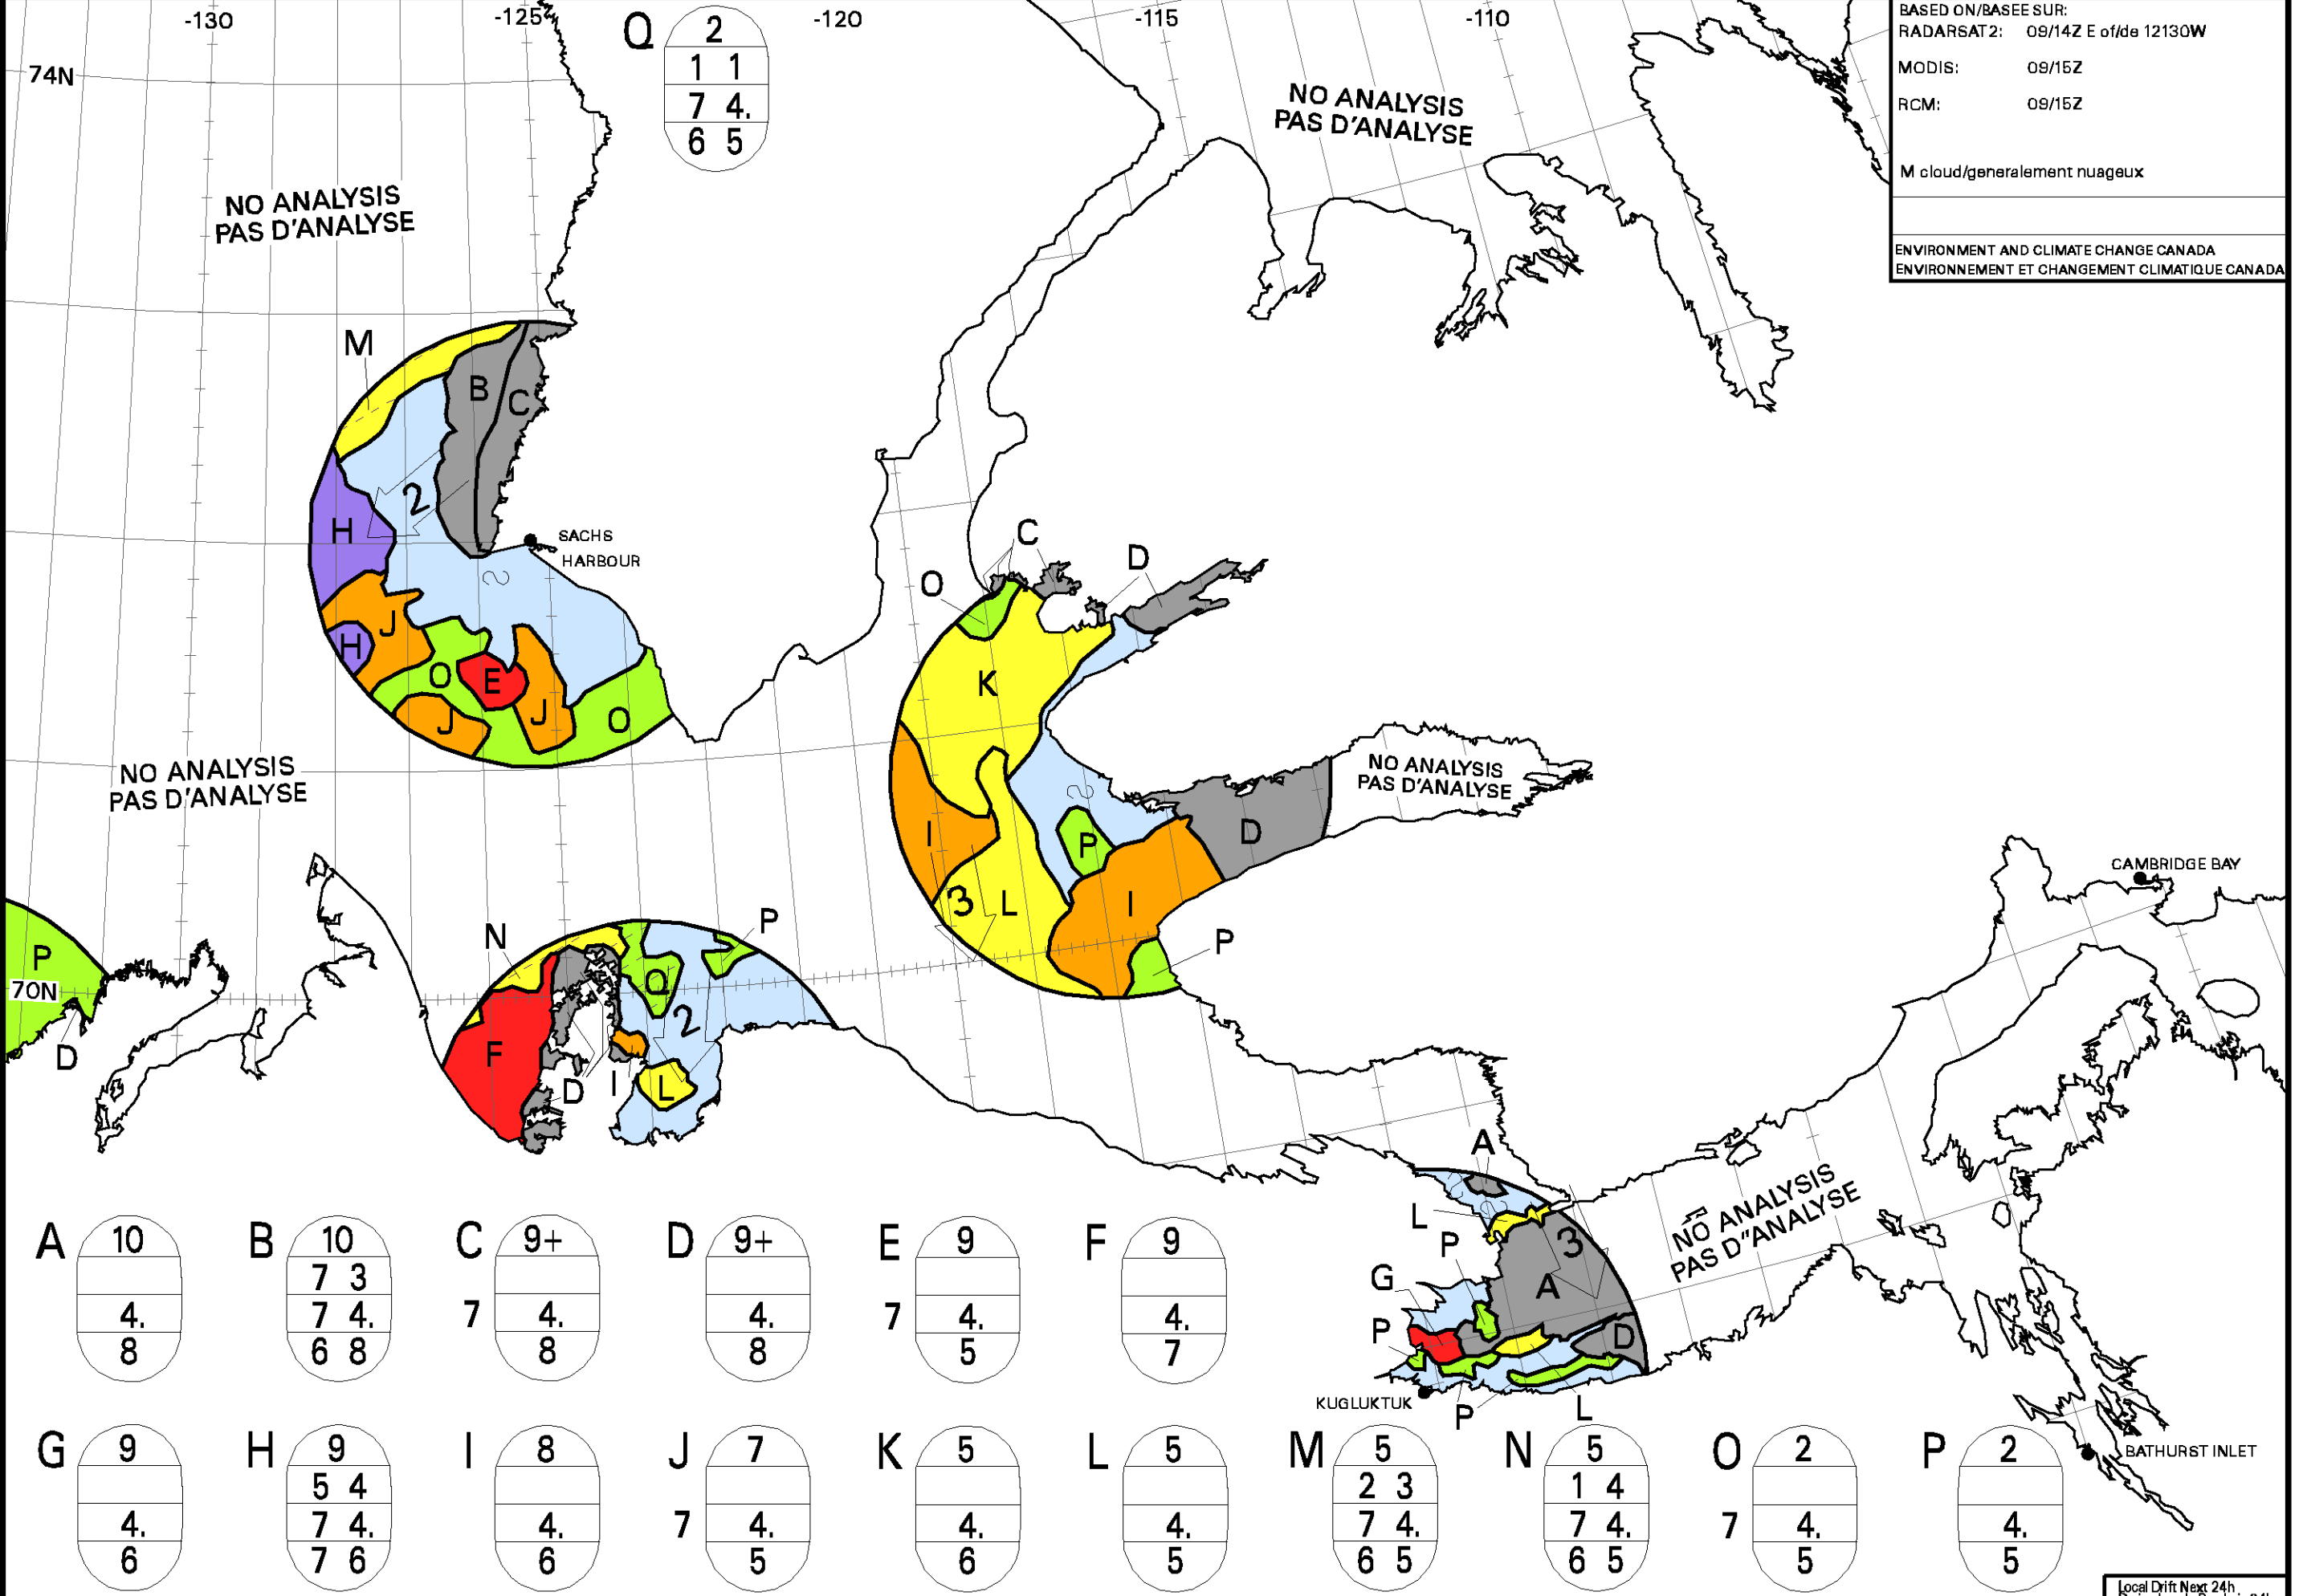 -130
-125
Q
2
1 1
7 4.
6 5
-120
-115
-110
BASED ON/BASEE SUR:
RADARSAT2: 09/14Z E of/de 12130W
MODIS: 09/15Z
RCM: 09/15Z
M cloud/generalement nuageux
ENVIRONMENT AND CLIMATE CHANGE CANADA
ENVIRONNEMENT ET CHANGEMENT CLIMATIQUE CANADA
74N
NO ANALYSIS
PAS D'ANALYSE
NO ANALYSIS
PAS D'ANALYSE
M
B
C
2
H
SACHS
HARBOUR
J
H
O
E
J
J
O
C
D
O
K
I
P
D
3
L
I
P
NO ANALYSIS
PAS D'ANALYSE
NO ANALYSIS
PAS D'ANALYSE
CAMBRIDGE BAY
P
70N
D
N
P
Q
2
F
D
I
L
A
L
P
3
G
A
P
D
KUGLUKTUK
P
L
NO ANALYSIS
PAS D"ANALYSE
A
10
4.
8
B
10
7 3
7 4.
6 8
C
9+
7 4.
8
D
9+
4.
8
E
9
7 4.
5
F
9
4.
7
G
9
4.
6
H
9
5 4
7 4.
7 6
I
8
4.
6
J
7
7 4.
5
K
5
4.
6
L
5
4.
5
M
5
2 3
7 4.
6 5
N
5
1 4
7 4.
6 5
O
2
7 4.
5
P
2
4.
5
BATHURST INLET
Local Drift Next 24h